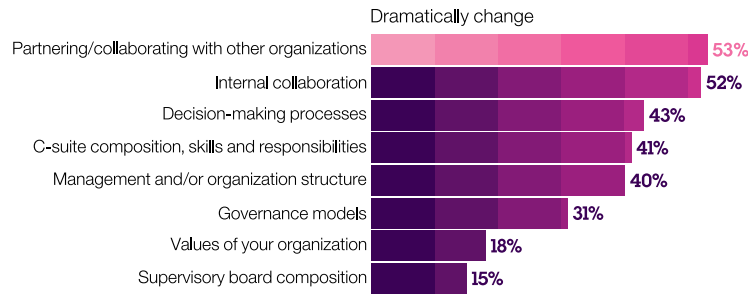 Dramatically change
Partnering/collaborating with other organizations 53%
Internal collaboration 52%
Decision-making processes 43%
C-suite composition, skills and responsibilities 41%
Management and/or organization structure 40%
Governance models 31%
Values of your organization 18%
Supervisory board composition 15%